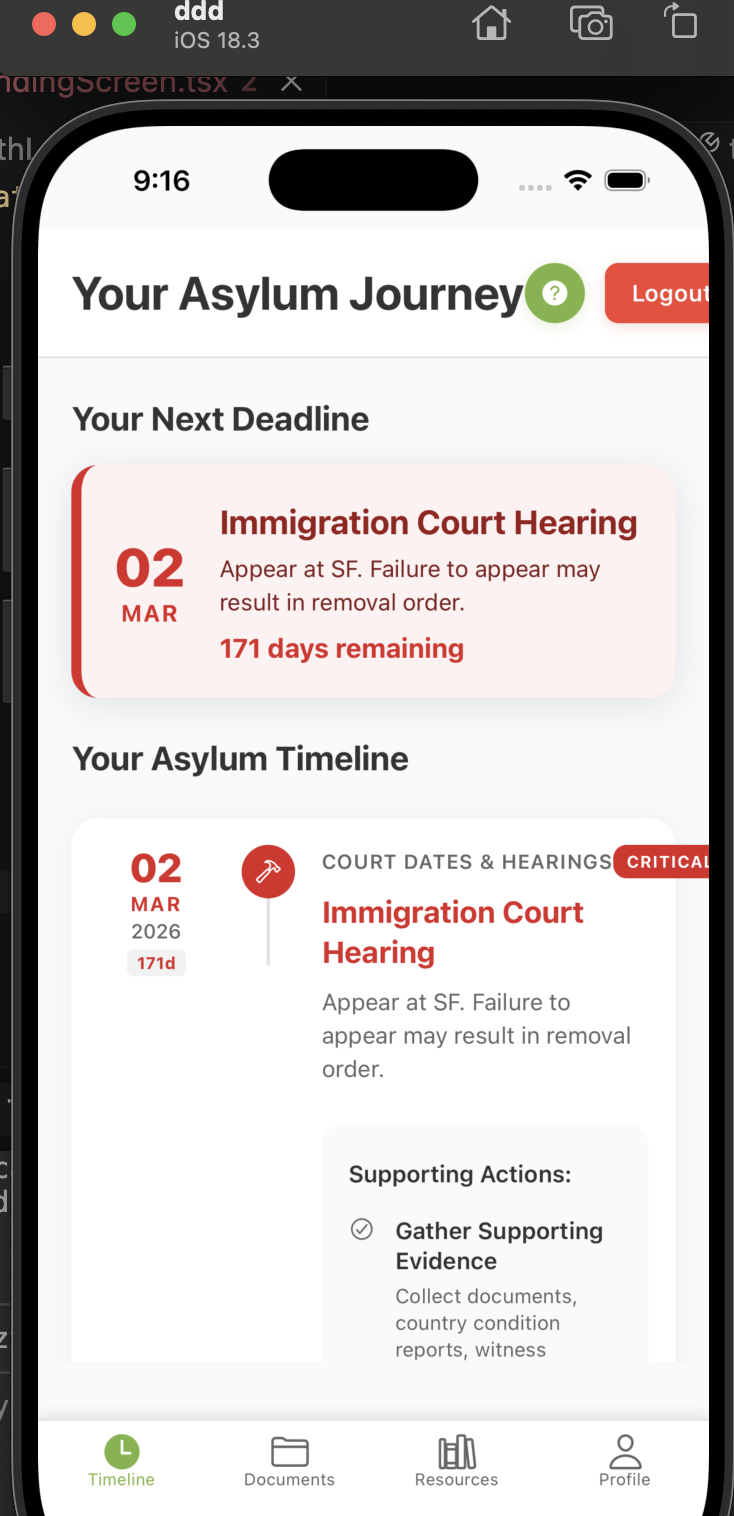 ddd
iOS 18.3
ndingScreen.tsx 2
9:16
Your Asylum Journey
?
Logout
Your Next Deadline
02
MAR
Immigration Court Hearing
Appear at SF. Failure to appear may
result in removal order.
171 days remaining
Your Asylum Timeline
02
MAR
2026
171d
COURT DATES & HEARINGS
CRITICAL
Immigration Court
Hearing
Appear at SF. Failure to
appear may result in removal
order.
Supporting Actions:
Gather Supporting
Evidence
Collect documents,
country condition
reports, witness
Timeline
Documents
Resources
Profile